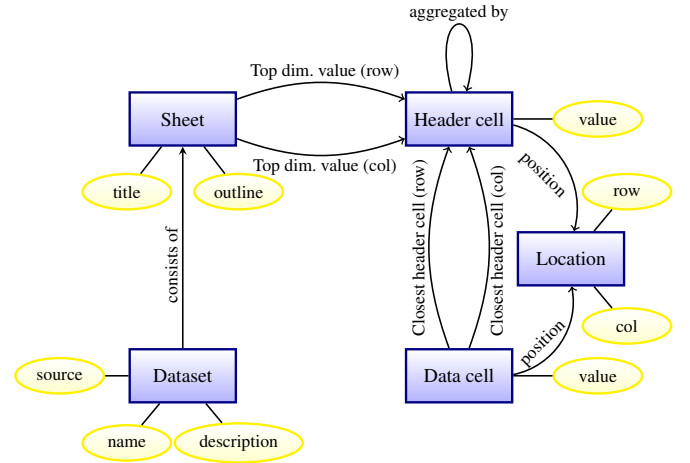 aggregated by
Top dim. value (row)
Sheet
Header cell
value
Top dim. value (col)
position
title
outline
row
Closest header cell (row)
Closest header cell (col)
consists of
Location
col
position
source
Dataset
Data cell
value
name
description